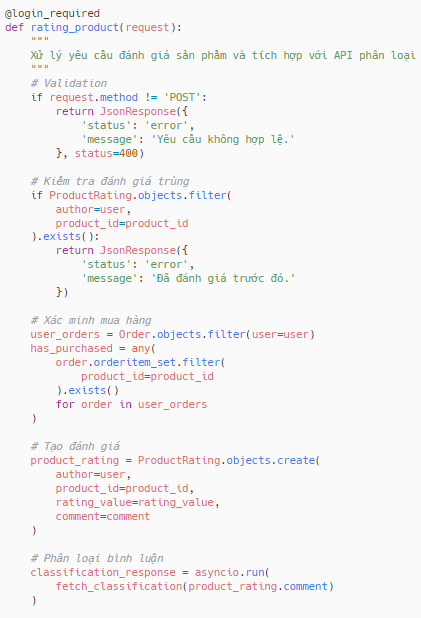 @login_required
def rating_product(request):
    """
    Xử lý yêu cầu đánh giá sản phẩm và tích hợp với API phân loại
    """
    # Validation
    if request.method != 'POST':
        return JsonResponse({
            'status': 'error',
            'message': 'Yêu cầu không hợp lệ.'
        }, status=400)

    # Kiểm tra đánh giá trùng
    if ProductRating.objects.filter(
        author=user,
        product_id=product_id
    ).exists():
        return JsonResponse({
            'status': 'error',
            'message': 'Đã đánh giá trước đó.'
        })

    # Xác minh mua hàng
    user_orders = Order.objects.filter(user=user)
    has_purchased = any(
        order.orderitem_set.filter(
            product_id=product_id
        ).exists()
        for order in user_orders
    )

    # Tạo đánh giá
    product_rating = ProductRating.objects.create(
        author=user,
        product_id=product_id,
        rating_value=rating_value,
        comment=comment
    )

    # Phân loại bình luận
    classification_response = asyncio.run(
        fetch_classification(product_rating.comment)
    )